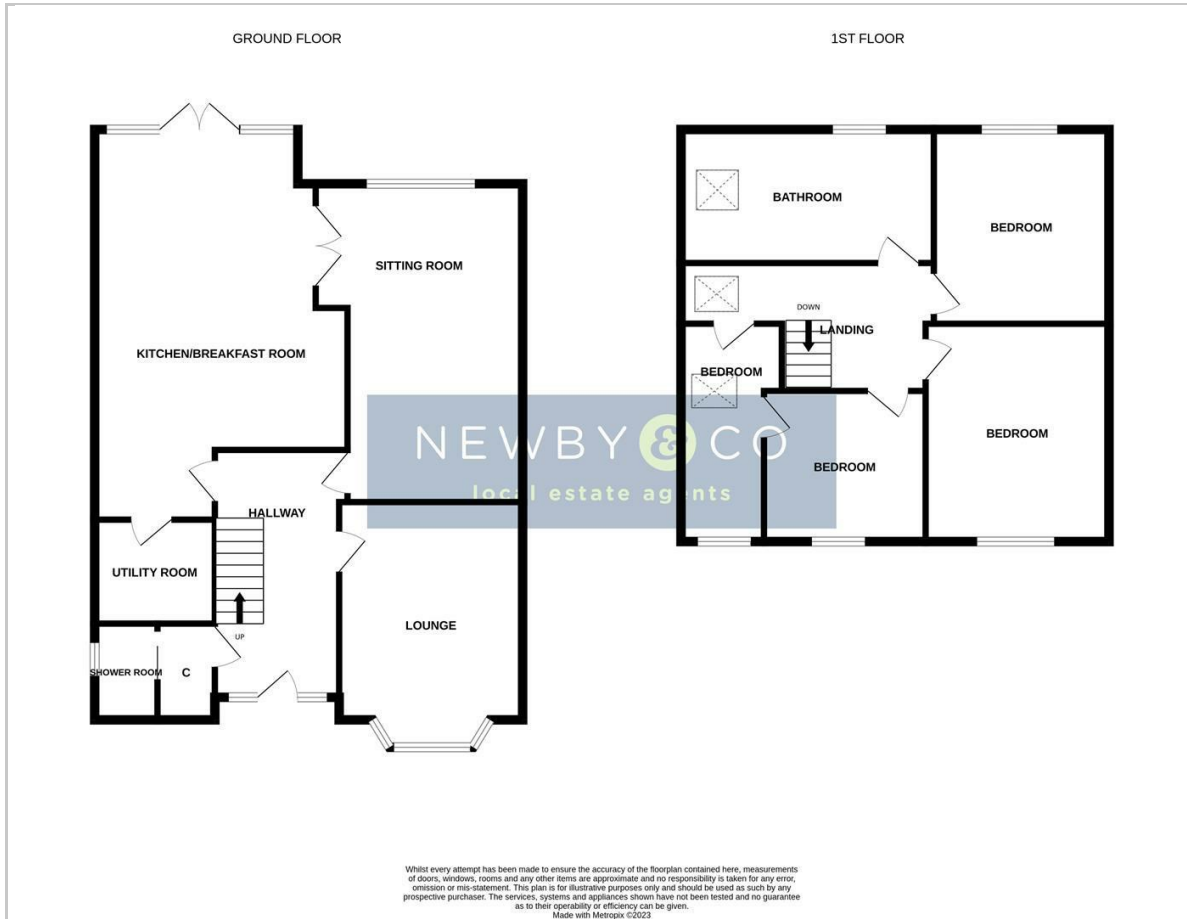 GROUND FLOOR
1ST FLOOR
BATHROOM
BEDROOM
SITTING ROOM
DOWN
LANDING
KITCHEN/BREAKFAST ROOM
BEDROOM
BEDROOM
NEWBY & CO
local estate agents
BEDROOM
HALLWAY
UTILITY ROOM
LOUNGE
UP
SHOWER ROOM
C
Whilst every attempt has been made to ensure the accuracy of the floorplan contained here, measurements
of doors, windows, rooms and any other items are approximate and no responsibility is taken for any error,
omission or mis-statement. This plan is for illustrative purposes only and should be used as such by any
prospective purchaser. The services, systems and appliances shown have not been tested and no guarantee
as to their operability or efficiency can be given.
Made with Metropix ©2023